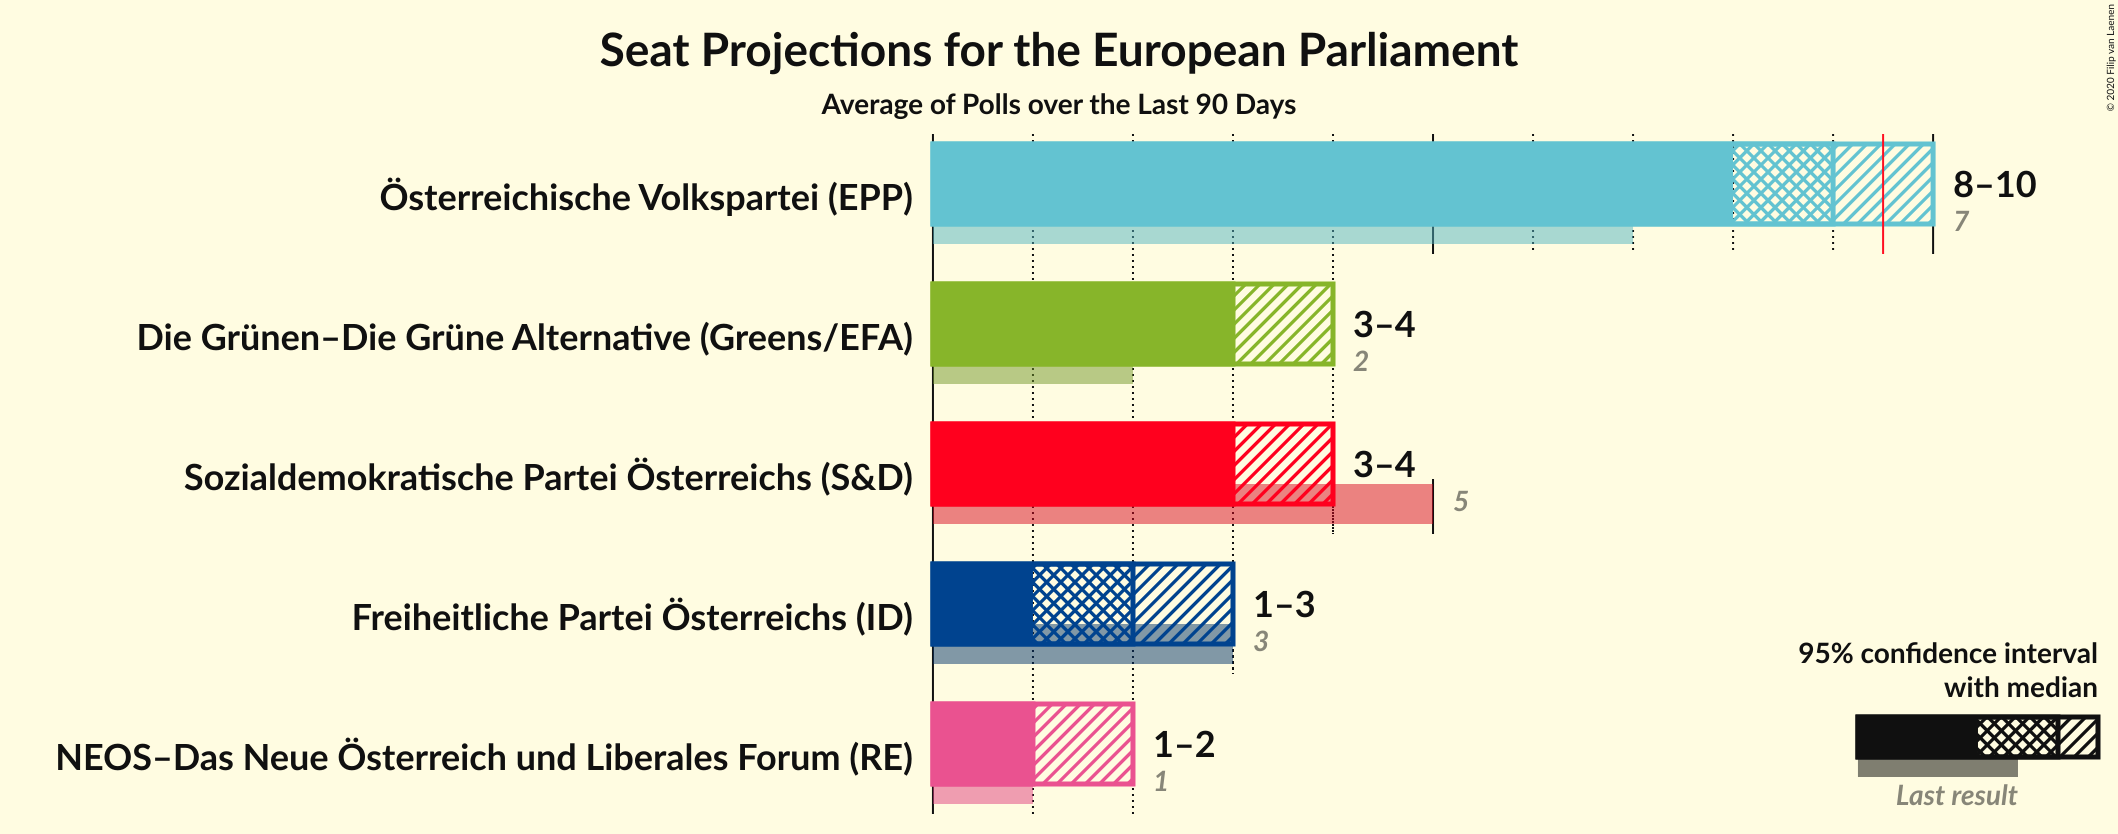 Seat Projections for the European Parliament
Average of Polls over the Last 90 Days
© 2020 Filip van Laenen
Österreichische Volkspartei (EPP)
8–10
7
Die Grünen–Die Grüne Alternative (Greens/EFA)
3–4
2
Sozialdemokratische Partei Österreichs (S&D)
3–4
5
Freiheitliche Partei Österreichs (ID)
1–3
3
NEOS–Das Neue Österreich und Liberales Forum (RE)
1–2
1
95% confidence interval
with median
Last result